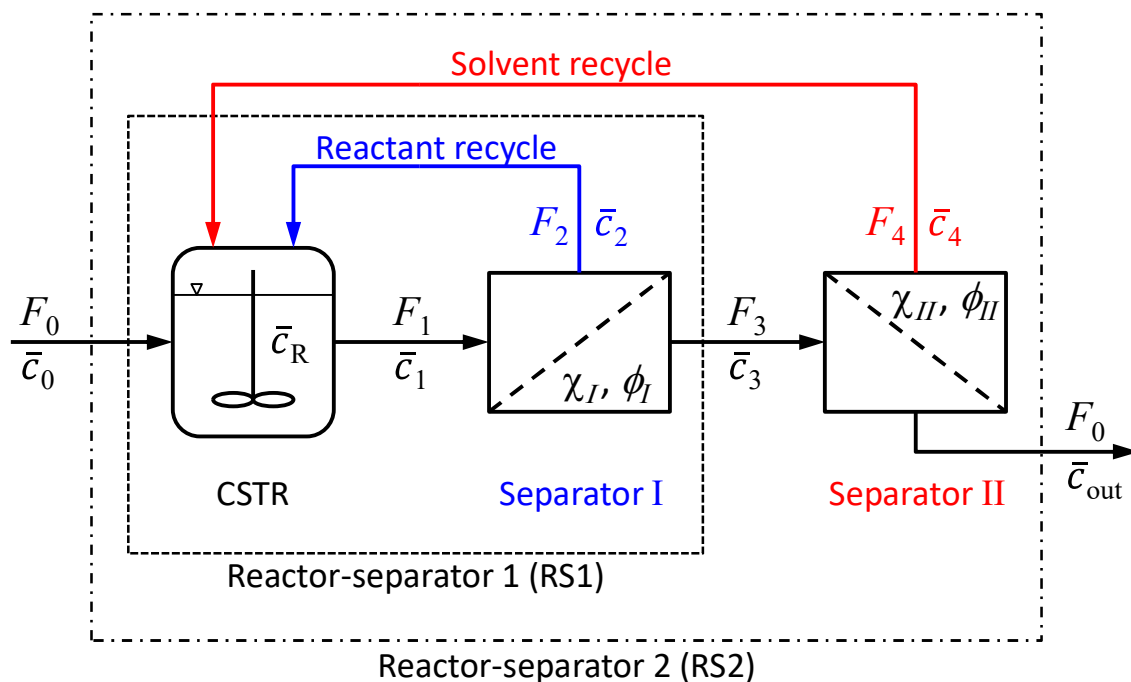 Solvent recycle
Reactant recycle
F₂ c̄₂
F₄ c̄₄
F₀
c̄₀
c̄R
F₁
c̄₁
χI, ϕI
F₃
c̄₃
χII, ϕII
F₀
c̄out
CSTR
Separator I
Separator II
Reactor-separator 1 (RS1)
Reactor-separator 2 (RS2)